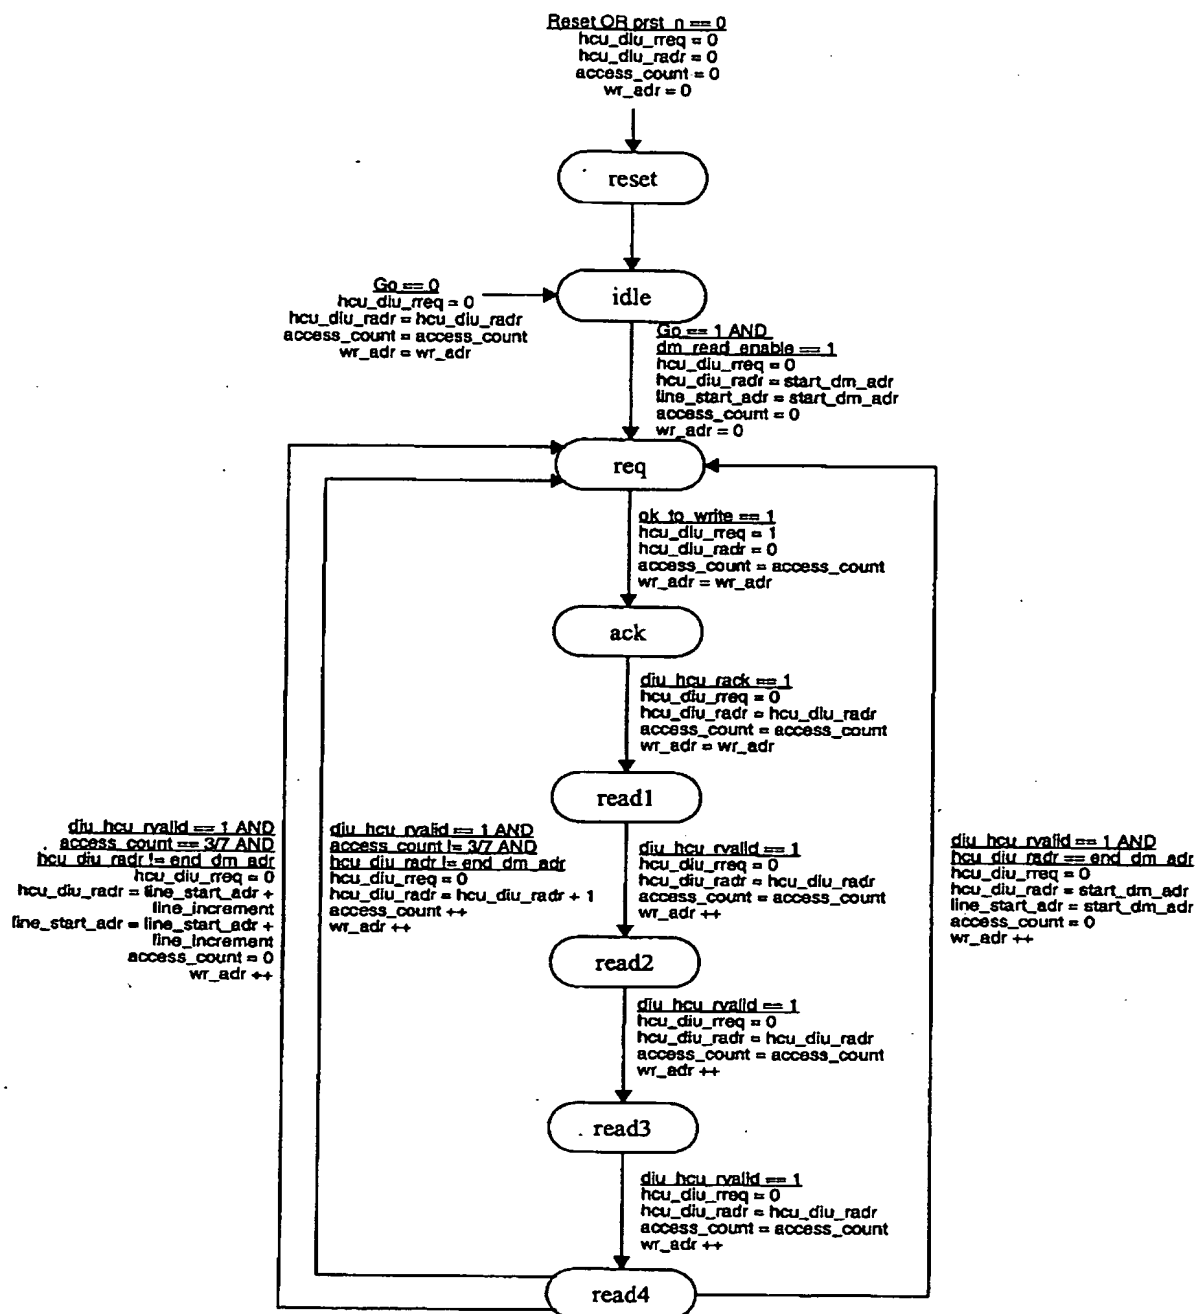 Reset OR prst_n == 0
hcu_diu_rreq = 0
hcu_diu_radr = 0
access_count = 0
wr_adr = 0
reset
idle
Go == 0
hcu_diu_rreq = 0
hcu_diu_radr = hcu_diu_radr
access_count = access_count
wr_adr = wr_adr
Go == 1 AND
dm_read_enable == 1
hcu_diu_rreq = 0
hcu_diu_radr = start_dm_adr
line_start_adr = start_dm_adr
access_count = 0
wr_adr = 0
req
ok_to_write == 1
hcu_diu_rreq = 1
hcu_diu_radr = 0
access_count = access_count
wr_adr = wr_adr
ack
diu_hcu_rack == 1
hcu_diu_rreq = 0
hcu_diu_radr = hcu_diu_radr
access_count = access_count
wr_adr = wr_adr
read1
diu_hcu_rvalid == 1 AND
access_count == 3/7 AND
hcu_diu_radr != end_dm_adr
hcu_diu_rreq = 0
hcu_diu_radr = line_start_adr +
line_increment
line_start_adr = line_start_adr +
line_increment
access_count = 0
wr_adr ++
diu_hcu_rvalid == 1 AND
access_count != 3/7 AND
hcu_diu_radr != end_dm_adr
hcu_diu_rreq = 0
hcu_diu_radr = hcu_diu_radr + 1
access_count ++
wr_adr ++
diu_hcu_rvalid == 1
hcu_diu_rreq = 0
hcu_diu_radr = hcu_diu_radr
access_count = access_count
wr_adr ++
diu_hcu_rvalid == 1 AND
hcu_diu_radr == end_dm_adr
hcu_diu_rreq = 0
hcu_diu_radr = start_dm_adr
line_start_adr = start_dm_adr
access_count = 0
wr_adr ++
read2
diu_hcu_rvalid == 1
hcu_diu_rreq = 0
hcu_diu_radr = hcu_diu_radr
access_count = access_count
wr_adr ++
read3
diu_hcu_rvalid == 1
hcu_diu_rreq = 0
hcu_diu_radr = hcu_diu_radr
access_count = access_count
wr_adr ++
read4